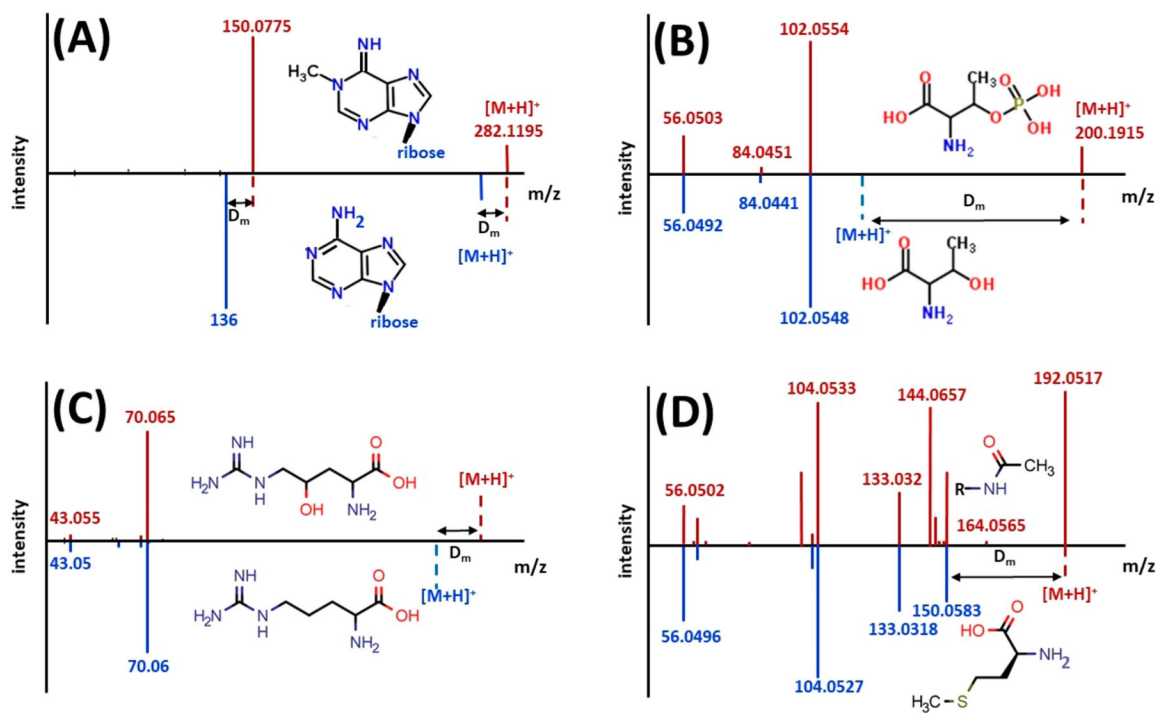 (A)
150.0775
NH
H₃C
N
N
N
N
ribose
[M+H]⁺
282.1195
intensity
m/z
Dm
Dm
[M+H]⁺
NH2
N
N
N
N
ribose
136
(B)
102.0554
56.0503
84.0451
O
CH₃
O
HO
O
P
OH
OH
NH₂
[M+H]⁺
200.1915
intensity
m/z
Dm
84.0441
56.0492
[M+H]⁺
O
CH₃
HO
OH
NH₂
102.0548
(C)
70.065
NH
O
H₂N
N
H
OH
NH₂
OH
[M+H]⁺
43.055
intensity
m/z
43.05
Dm
[M+H]⁺
NH
O
H₂N
N
H
NH₂
OH
70.06
(D)
104.0533
144.0657
192.0517
133.032
O
CH₃
R
NH
56.0502
164.0565
intensity
Dm
m/z
[M+H]⁺
150.0583
133.0318
56.0496
O
HO
NH2
H₃C
S
104.0527